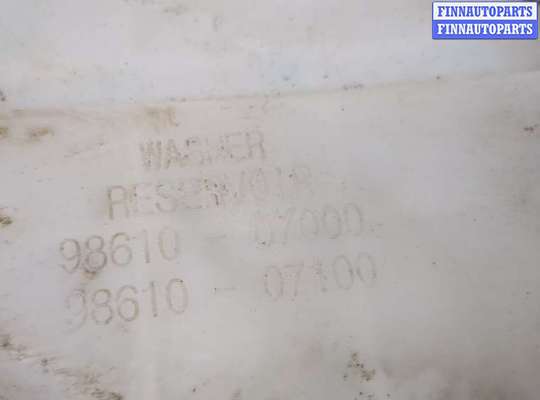 FINNAUTOPARTS
FINNAUTOPARTS
WASHER
RESERVOIR
98610 - 07000
98610 - 07100